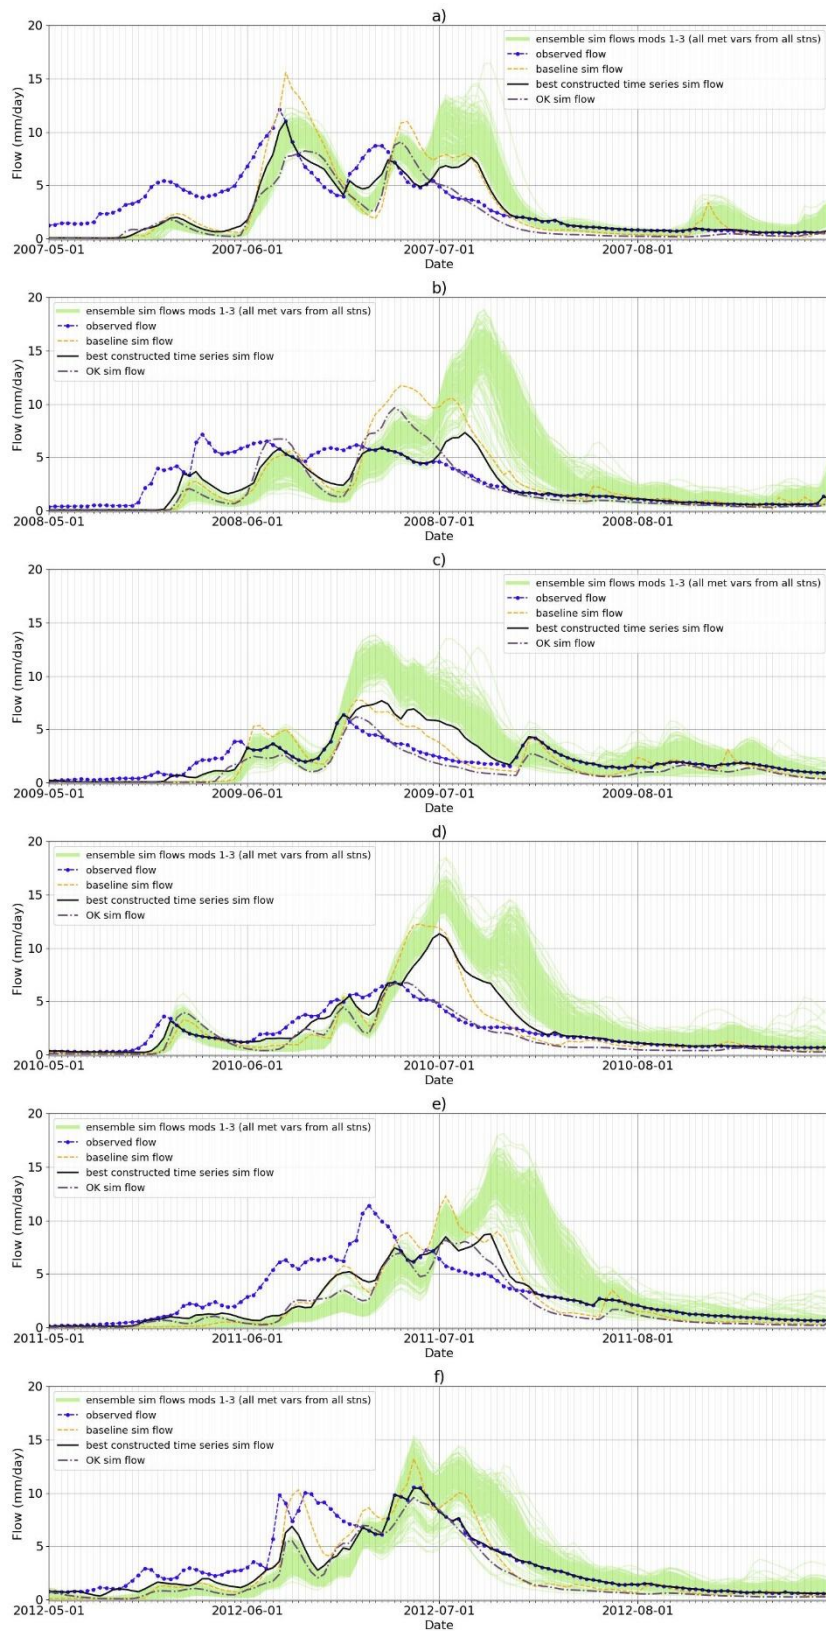 a)
20
15
10
5
0
Flow (mm/day)
ensemble sim flows mods 1-3 (all met vars from all stns)
observed flow
baseline sim flow
best constructed time series sim flow
OK sim flow
2007-05-01
2007-06-01
2007-07-01
2007-08-01
Date
b)
20
15
10
5
0
Flow (mm/day)
ensemble sim flows mods 1-3 (all met vars from all stns)
observed flow
baseline sim flow
best constructed time series sim flow
OK sim flow
2008-05-01
2008-06-01
2008-07-01
2008-08-01
Date
c)
20
15
10
5
0
Flow (mm/day)
ensemble sim flows mods 1-3 (all met vars from all stns)
observed flow
baseline sim flow
best constructed time series sim flow
OK sim flow
2009-05-01
2009-06-01
2009-07-01
2009-08-01
Date
d)
20
15
10
5
0
Flow (mm/day)
ensemble sim flows mods 1-3 (all met vars from all stns)
observed flow
baseline sim flow
best constructed time series sim flow
OK sim flow
2010-05-01
2010-06-01
2010-07-01
2010-08-01
Date
e)
20
15
10
5
0
Flow (mm/day)
ensemble sim flows mods 1-3 (all met vars from all stns)
observed flow
baseline sim flow
best constructed time series sim flow
OK sim flow
2011-05-01
2011-06-01
2011-07-01
2011-08-01
Date
f)
20
15
10
5
0
Flow (mm/day)
ensemble sim flows mods 1-3 (all met vars from all stns)
observed flow
baseline sim flow
best constructed time series sim flow
OK sim flow
2012-05-01
2012-06-01
2012-07-01
2012-08-01
Date